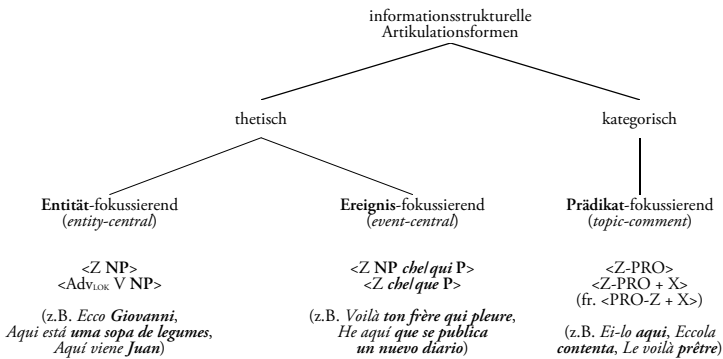 informationsstrukturelle
Artikulationsformen
thetisch
kategorisch
Entität-fokussierend
(entity-central)
Ereignis-fokussierend
(event-central)
Prädikat-fokussierend
(topic-comment)
<Z NP>
<AdvLOK V NP>
<Z NP che/qui P>
<Z che/que P>
<Z-PRO>
<Z-PRO + X>
(fr. <PRO-Z + X>)
(z.B. Ecco Giovanni,
Aqui está uma sopa de legumes,
Aquí viene Juan)
(z.B. Voilà ton frère qui pleure,
He aquí que se publica
un nuevo diario)
(z.B. Ei-lo aqui, Eccola
contenta, Le voilà prêtre)